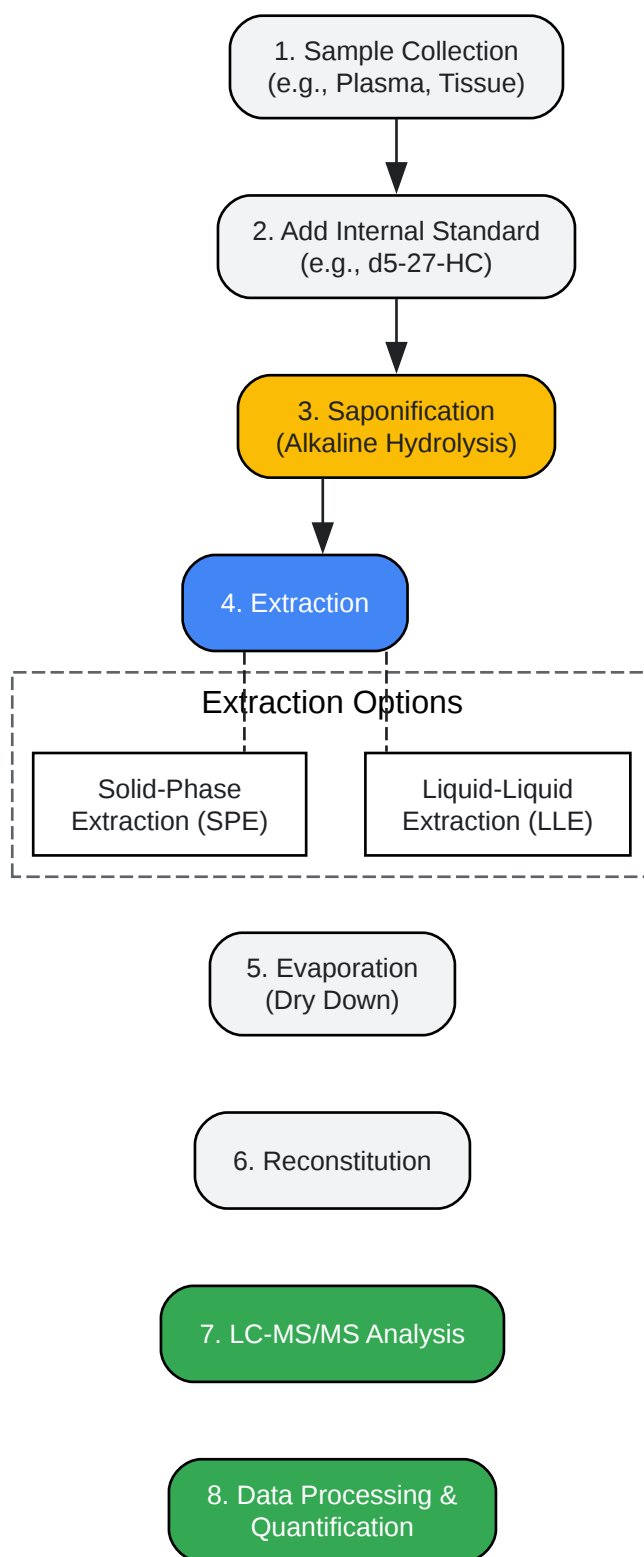 1. Sample Collection
(e.g., Plasma, Tissue)
2. Add Internal Standard
(e.g., d5-27-HC)
3. Saponification
(Alkaline Hydrolysis)
4. Extraction
Extraction Options
Solid-Phase
Extraction (SPE)
Liquid-Liquid
Extraction (LLE)
5. Evaporation
(Dry Down)
6. Reconstitution
7. LC-MS/MS Analysis
8. Data Processing &
Quantification